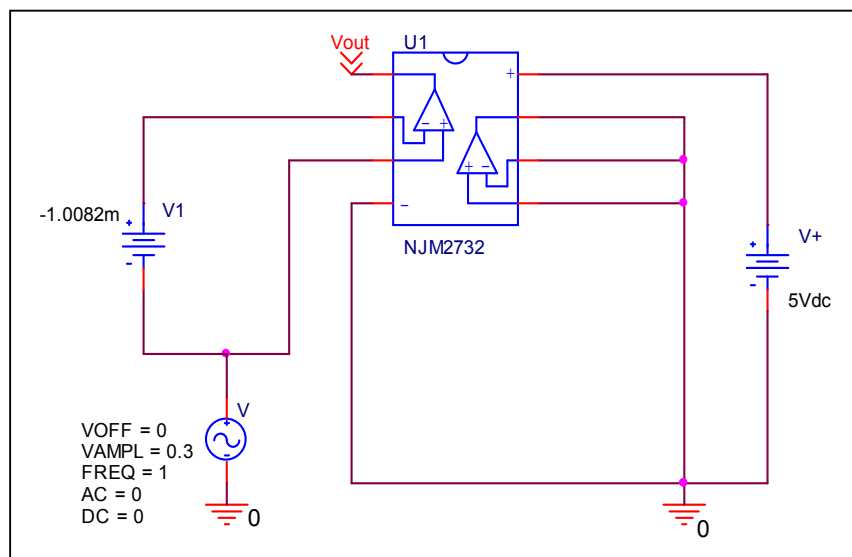 Vout
U1
+
- +
+ -
-
NJM2732
-1.0082m
+
V1
-
V+
+
-
5Vdc
V
+
-
VOFF = 0
VAMPL = 0.3
FREQ = 1
AC = 0
DC = 0
0
0